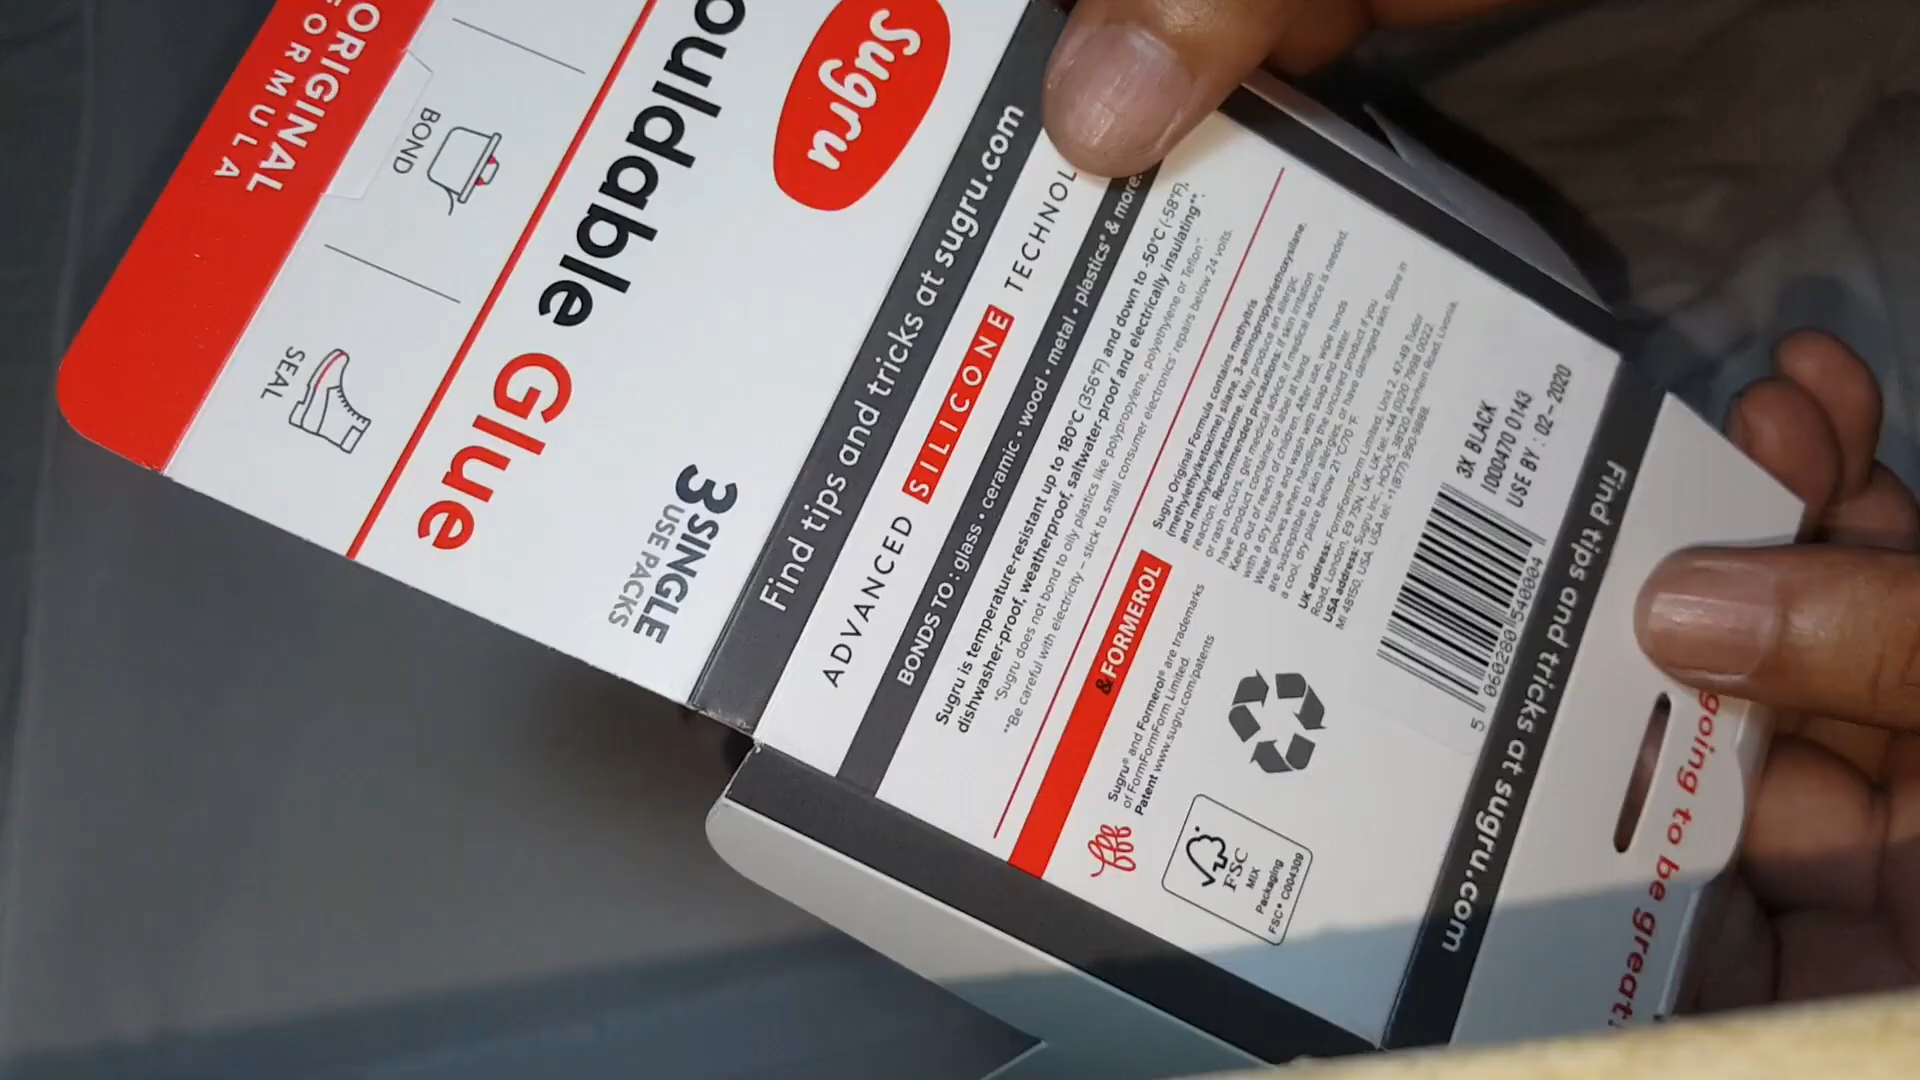 ORIGINAL
FORMULA
BOND
SEAL
ouldable Glue
Sugru
3 SINGLE
USE PACKS
Find tips and tricks at sugru.com
ADVANCED SILICONE TECHNOL
BONDS TO: glass • ceramic • wood • metal • plastics* & more.
Sugru is temperature-resistant up to 180°C (356°F) and down to -50°C (-58°F),
dishwasher-proof, weatherproof, saltwater-proof and electrically insulating**.
*Sugru does not bond to oily plastics like polypropylene, polyethylene or Teflon™
**Be careful with electricity – stick to small consumer electronics' repairs below 24 volts.
&FORMEROL
Sugru® and Formerol® are trademarks
of FormFormForm Limited.
Patent www.sugru.com/patents
fff
FSC
MIX
Packaging
FSC® C004309
Sugru Original Formula contains methyltris
(methylethylketoxime) silane, 3-aminopropyltriethoxysilane,
and methylethylketoxime. May produce an allergic
reaction. Recommended precautions: If skin irritation
or rash occurs, get medical advice. If medical advice is needed,
have product container or label at hand.
Keep out of reach of children. After use, wipe hands
with a dry tissue and wash with soap and water.
Wear gloves when handling the uncured product if you
are susceptible to skin allergies, or have damaged skin. Store in
a cool, dry place below 21°C/70°F.
UK address: FormFormForm Limited, Unit 2, 47-49 Tudor
Road, London, E9 7SN, UK. UK tel: +44 (0)20 7998 0022.
USA address: Sugru Inc, HOVS, 38120 Amrhein Road, Livonia,
MI 48150, USA. USA tel: +1 (877) 990-9888.
3X BLACK
1000470 0143
USE BY : 02-2020
5 060280 540004
Find tips and tricks at sugru.com
going to be great!